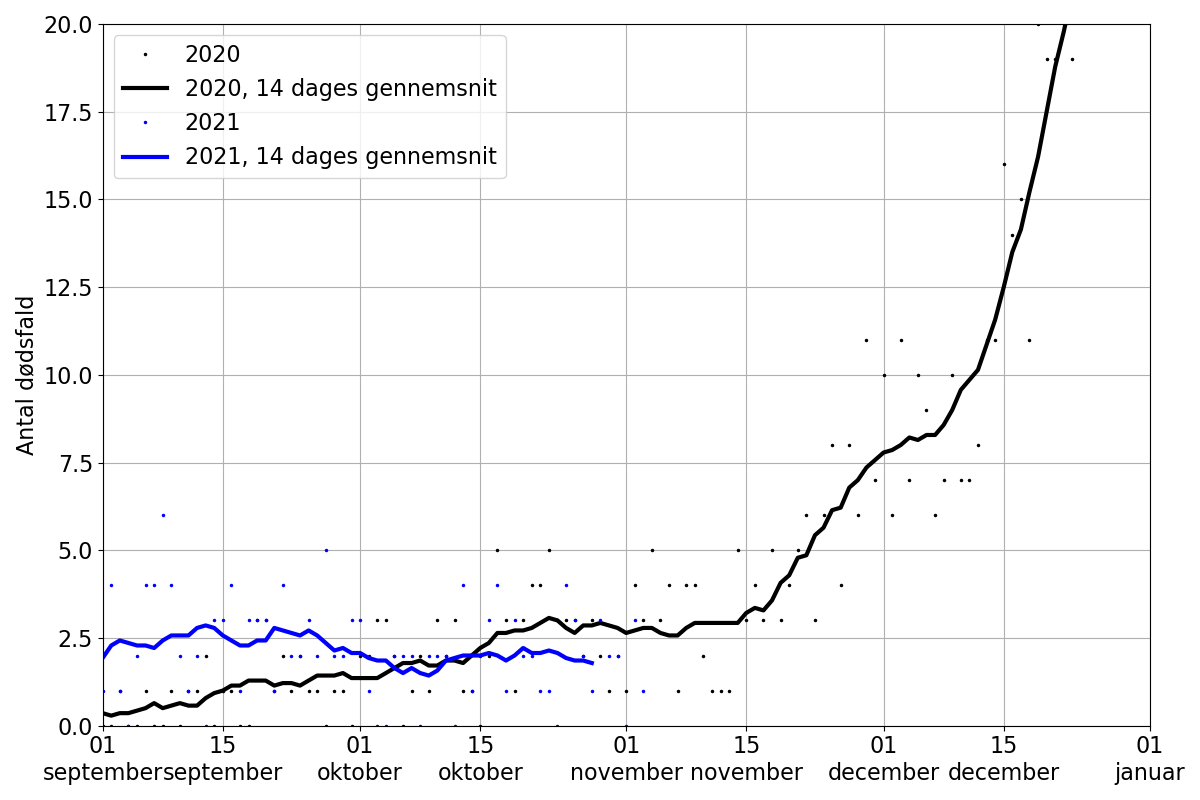 20.0
17.5
15.0
12.5
10.0
7.5
5.0
2.5
0.0
Antal dødsfald
2020
2020, 14 dages gennemsnit
2021
2021, 14 dages gennemsnit
01 15 01 15 01 15 01 15 01
september september oktober oktober november november december december januar